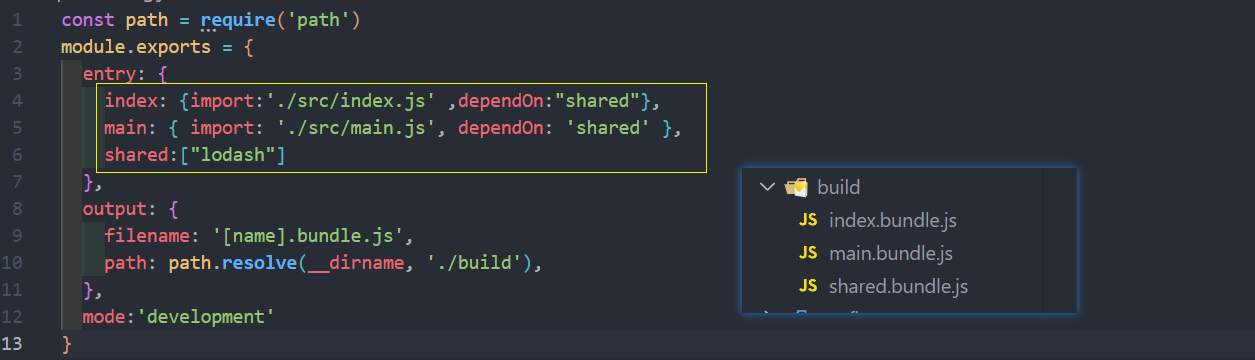 1 const path = require('path')
2 module.exports = {
3 entry: {
4 index: {import:'./src/index.js' ,dependOn:"shared"},
5 main: { import: './src/main.js', dependOn: 'shared' },
6 shared:["lodash"]
7 },
8 output: {
9 filename: '[name].bundle.js',
10 path: path.resolve(__dirname, './build'),
11 },
12 mode:'development'
13 }
build
JS index.bundle.js
JS main.bundle.js
JS shared.bundle.js